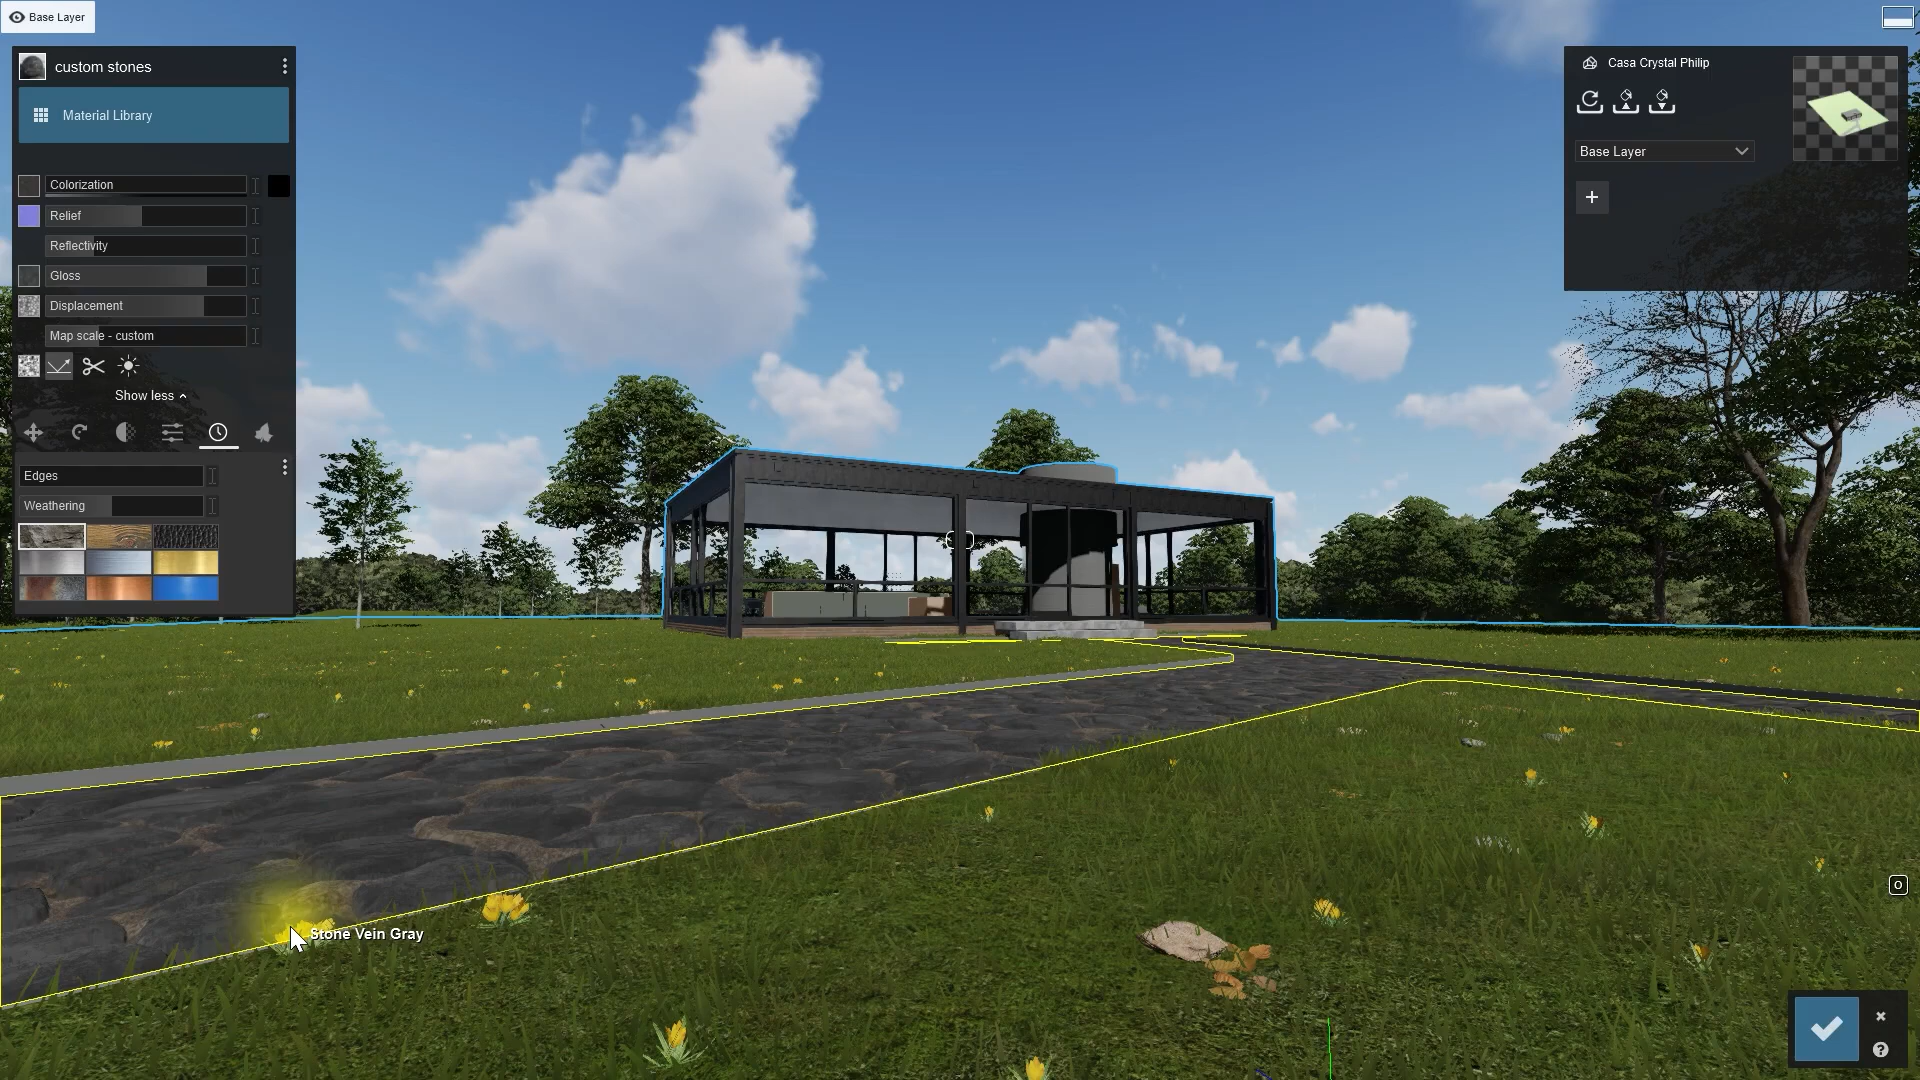 Base Layer
custom stones
Material Library
Colorization
Relief
Reflectivity
Gloss
Displacement
Map scale - custom
Show less
Edges
Weathering
Casa Crystal Philip
Base Layer
Stone Vein Gray
O